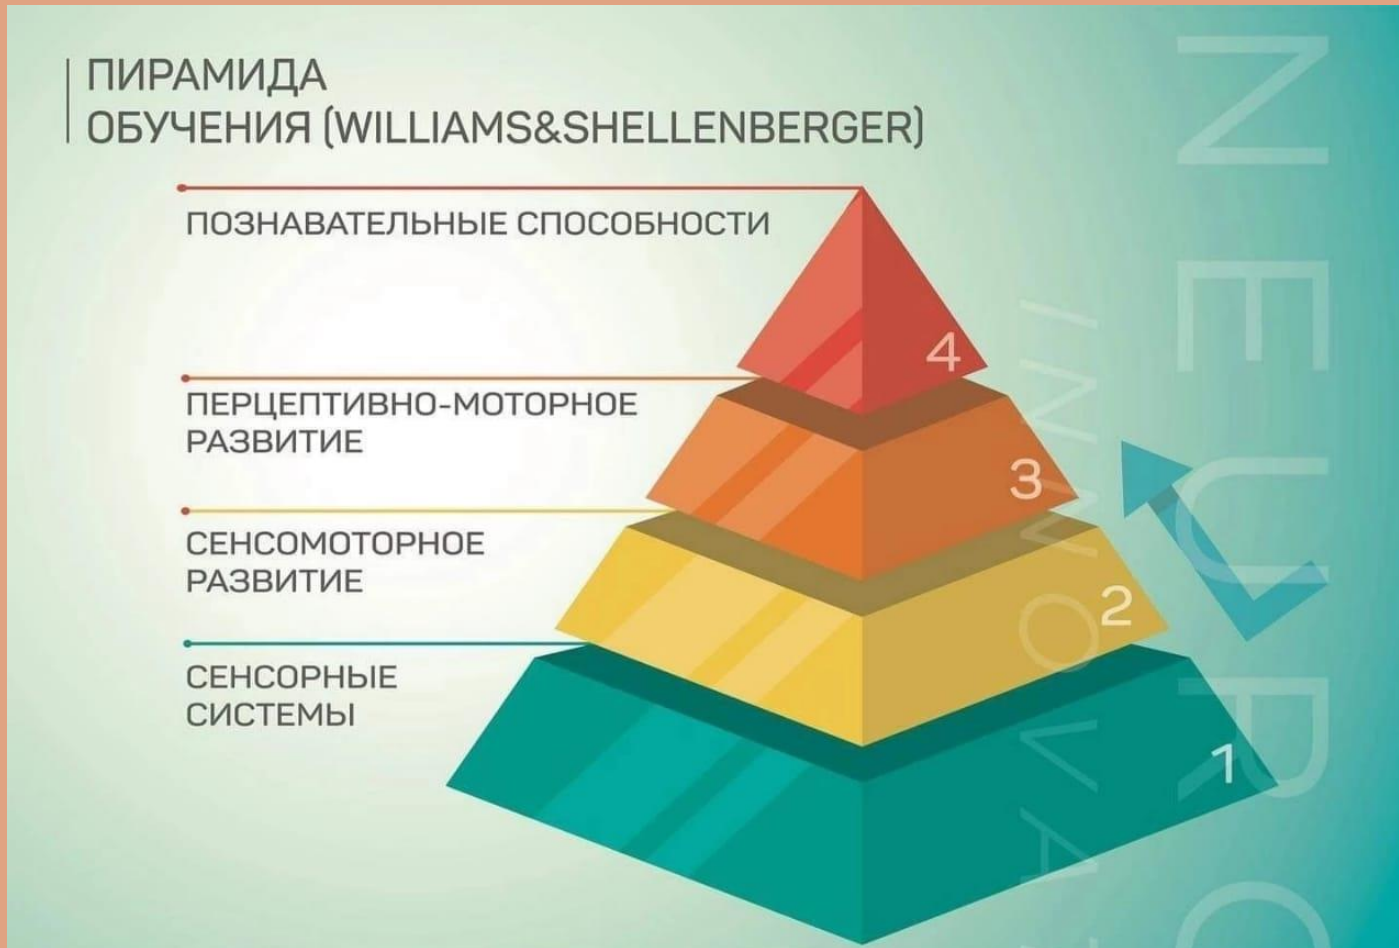 ПИРАМИДА
ОБУЧЕНИЯ (WILLIAMS&SHELLENBERGER)
ПОЗНАВАТЕЛЬНЫЕ СПОСОБНОСТИ
4
ПЕРЦЕПТИВНО-МОТОРНОЕ
РАЗВИТИЕ
3
СЕНСОМОТОРНОЕ
РАЗВИТИЕ
2
СЕНСОРНЫЕ
СИСТЕМЫ
1
NEURO